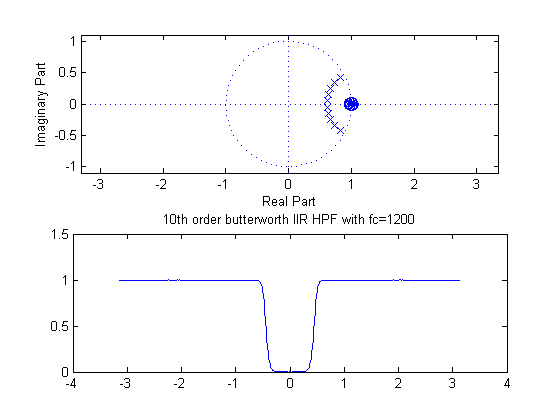 1
0.5
0
-0.5
-1
Imaginary Part
-3 -2 -1 0 1 2 3
Real Part
10th order butterworth IIR HPF with fc=1200
1.5
1
0.5
0
-4 -3 -2 -1 0 1 2 3 4